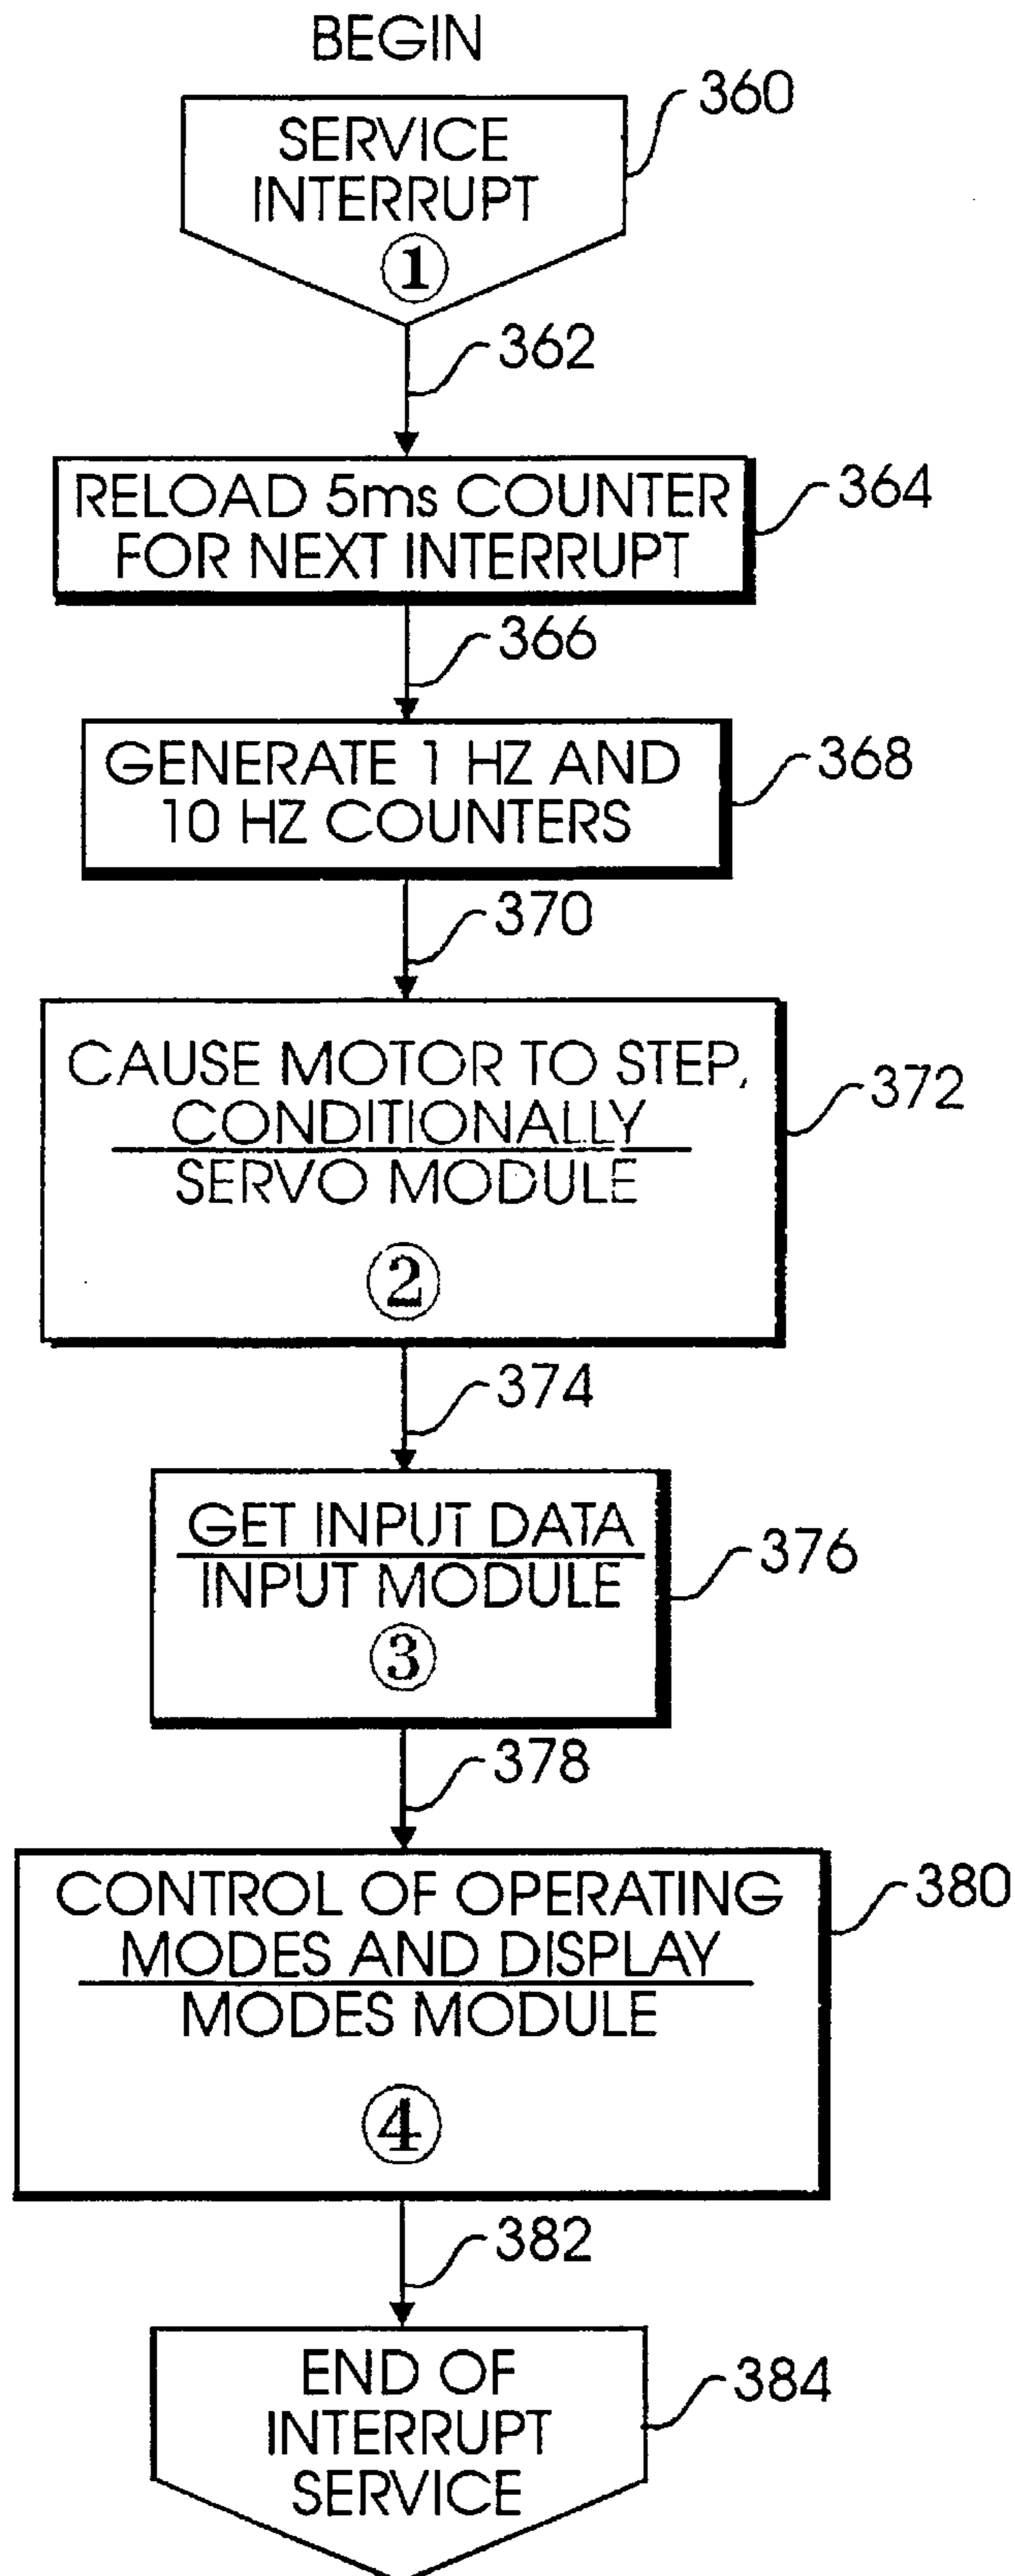 BEGIN
SERVICE
INTERRUPT
①
360
362
RELOAD 5ms COUNTER
FOR NEXT INTERRUPT
364
366
GENERATE 1 HZ AND
10 HZ COUNTERS
368
370
CAUSE MOTOR TO STEP,
CONDITIONALLY
SERVO MODULE
②
372
374
GET INPUT DATA
INPUT MODULE
③
376
378
CONTROL OF OPERATING
MODES AND DISPLAY
MODES MODULE
④
380
382
END OF
INTERRUPT
SERVICE
384